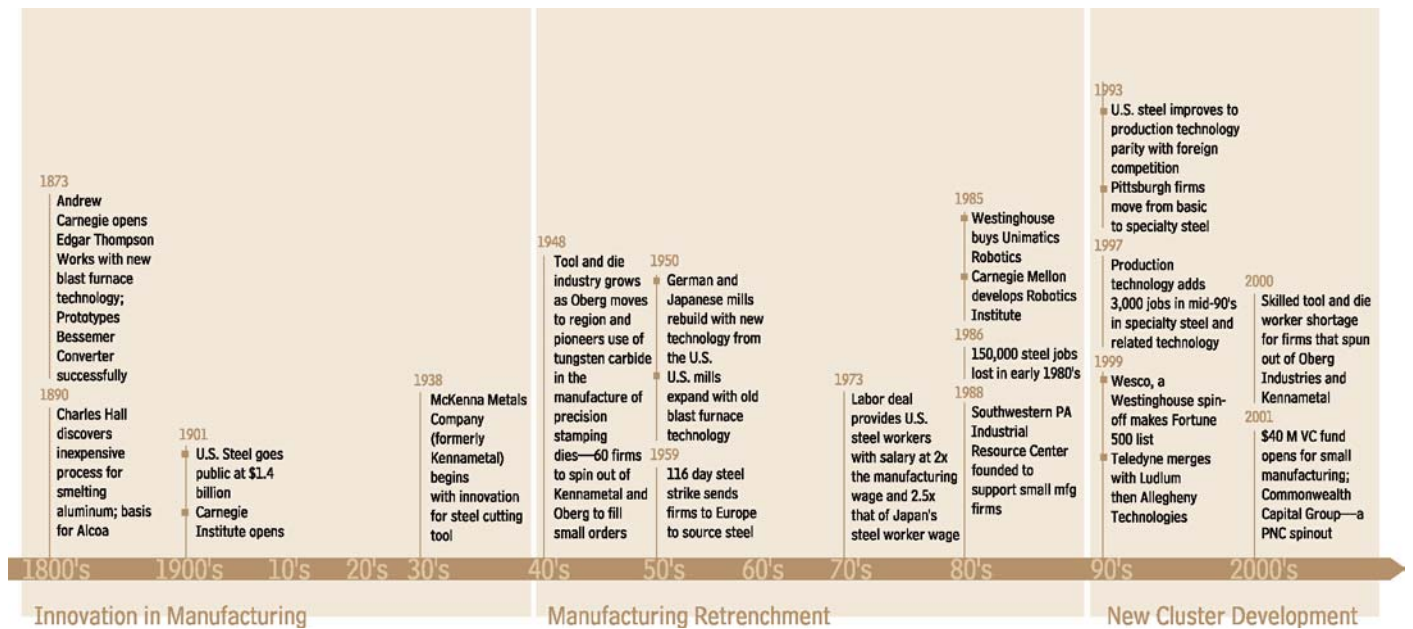 1873
Andrew
Carnegie opens
Edgar Thompson
Works with new
blast furnace
technology;
Prototypes
Bessemer
Converter
successfully
1890
Charles Hall
discovers
inexpensive
process for
smelting
aluminum; basis
for Alcoa
1901
U.S. Steel goes
public at $1.4
billion
Carnegie
Institute opens
1938
McKenna Metals
Company
(formerly
Kennametal)
begins
with innovation
for steel cutting
tool
1948
Tool and die
industry grows
as Oberg moves
to region and
pioneers use of
tungsten carbide
in the
manufacture of
precision
stamping
dies—60 firms
to spin out of
Kennametal and
Oberg to fill
small orders
1950
German and
Japanese mills
rebuild with new
technology from
the U.S.
U.S. mills
expand with old
blast furnace
technology
1959
116 day steel
strike sends
firms to Europe
to source steel
1973
Labor deal
provides U.S.
steel workers
with salary at 2x
the manufacturing
wage and 2.5x
that of Japan's
steel worker wage
1985
Westinghouse
buys Unimatics
Robotics
Carnegie Mellon
develops Robotics
Institute
1986
150,000 steel jobs
lost in early 1980's
1988
Southwestern PA
Industrial
Resource Center
founded to
support small mfg
firms
1993
U.S. steel improves to
production technology
parity with foreign
competition
Pittsburgh firms
move from basic
to specialty steel
1997
Production
technology adds
3,000 jobs in mid-90's
in specialty steel and
related technology
1999
Wesco, a
Westinghouse spin-
off makes Fortune
500 list
Teledyne merges
with Ludlum
then Allegheny
Technologies
2000
Skilled tool and die
worker shortage
for firms that spun
out of Oberg
Industries and
Kennametal
2001
$40 M VC fund
opens for small
manufacturing;
Commonwealth
Capital Group—a
PNC spinout
1800's 1900's 10's 20's 30's 40's 50's 60's 70's 80's 90's 2000's
Innovation in Manufacturing
Manufacturing Retrenchment
New Cluster Development